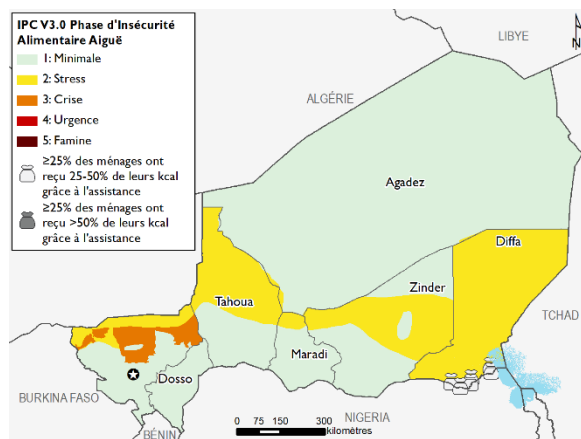 IPC V3.0 Phase d'Insécurité
Alimentaire Aiguë
1: Minimale
2: Stress
3: Crise
4: Urgence
5: Famine
≥25% des ménages ont
reçu 25-50% de leurs kcal
grâce à l'assistance
≥25% des ménages ont
reçu >50% de leurs kcal
grâce à l'assistance
LIBYE
N
ALGÉRIE
Agadez
Diffa
Zinder
Tahoua
TCHAD
Maradi
Dosso
BURKINA FASO
NIGERIA
BÉNIN
0 75 150 300
kilomètres